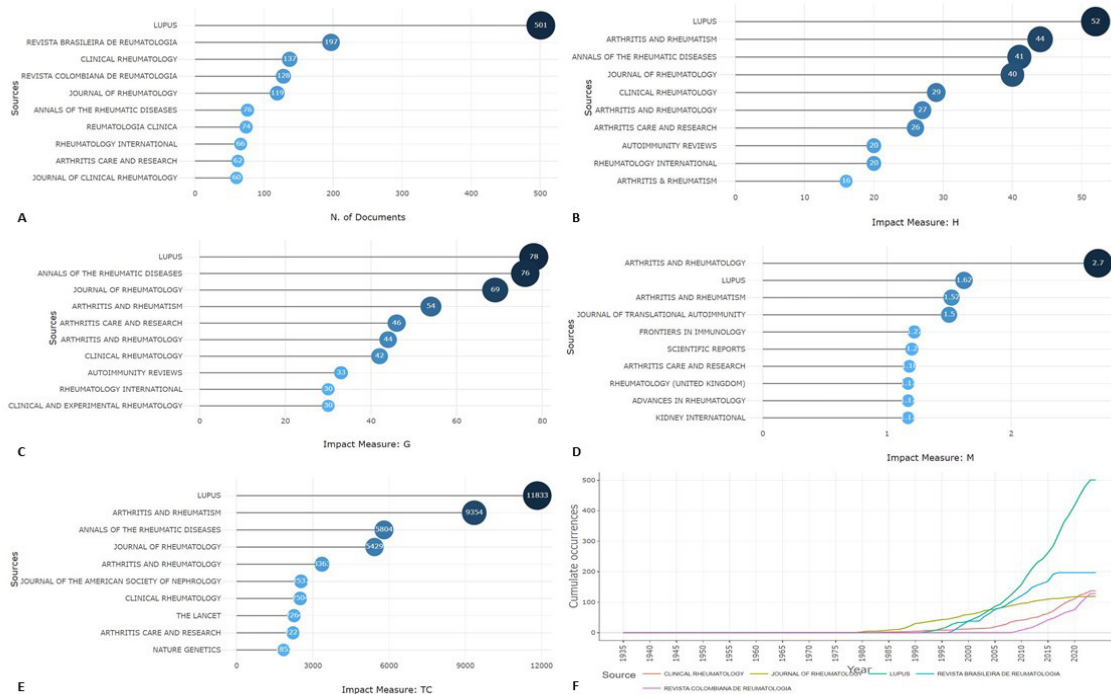 LUPUS 501
REVISTA BRASILEIRA DE REUMATOLOGIA 197
CLINICAL RHEUMATOLOGY 137
REVISTA COLOMBIANA DE REUMATOLOGIA 128
JOURNAL OF RHEUMATOLOGY 119
ANNALS OF THE RHEUMATIC DISEASES 76
REUMATOLOGIA CLINICA 74
RHEUMATOLOGY INTERNATIONAL 66
ARTHRITIS CARE AND RESEARCH 62
JOURNAL OF CLINICAL RHEUMATOLOGY 60
Sources
0 100 200 300 400 500
N. of Documents
A
LUPUS 52
ARTHRITIS AND RHEUMATISM 44
ANNALS OF THE RHEUMATIC DISEASES 41
JOURNAL OF RHEUMATOLOGY 40
CLINICAL RHEUMATOLOGY 29
ARTHRITIS AND RHEUMATOLOGY 27
ARTHRITIS CARE AND RESEARCH 26
AUTOIMMUNITY REVIEWS 20
RHEUMATOLOGY INTERNATIONAL 20
ARTHRITIS & RHEUMATISM 16
Sources
0 10 20 30 40 50
Impact Measure: H
B
LUPUS 78
ANNALS OF THE RHEUMATIC DISEASES 76
JOURNAL OF RHEUMATOLOGY 69
ARTHRITIS AND RHEUMATISM 54
ARTHRITIS CARE AND RESEARCH 46
ARTHRITIS AND RHEUMATOLOGY 44
CLINICAL RHEUMATOLOGY 42
AUTOIMMUNITY REVIEWS 33
RHEUMATOLOGY INTERNATIONAL 30
CLINICAL AND EXPERIMENTAL RHEUMATOLOGY 30
Sources
0 20 40 60 80
Impact Measure: G
C
ARTHRITIS AND RHEUMATOLOGY 2.7
LUPUS 1.62
ARTHRITIS AND RHEUMATISM 1.52
JOURNAL OF TRANSLATIONAL AUTOIMMUNITY 1.5
FRONTIERS IN IMMUNOLOGY
SCIENTIFIC REPORTS
ARTHRITIS CARE AND RESEARCH
RHEUMATOLOGY (UNITED KINGDOM)
ADVANCES IN RHEUMATOLOGY
KIDNEY INTERNATIONAL
Sources
0 1 2
Impact Measure: M
D
LUPUS 11833
ARTHRITIS AND RHEUMATISM 9354
ANNALS OF THE RHEUMATIC DISEASES 5804
JOURNAL OF RHEUMATOLOGY 5429
ARTHRITIS AND RHEUMATOLOGY
JOURNAL OF THE AMERICAN SOCIETY OF NEPHROLOGY
CLINICAL RHEUMATOLOGY
THE LANCET
ARTHRITIS CARE AND RESEARCH
NATURE GENETICS
Sources
0 3000 6000 9000 12000
Impact Measure: TC
E
500
400
300
200
100
0
Cumulate occurrences
1935 1940 1945 1950 1955 1960 1965 1970 1975 1980 1985 1990 1995 2000 2005 2010 2015 2020
Year
Source CLINICAL RHEUMATOLOGY JOURNAL OF RHEUMATOLOGY LUPUS REVISTA BRASILEIRA DE REUMATOLOGIA
REVISTA COLOMBIANA DE REUMATOLOGIA
F